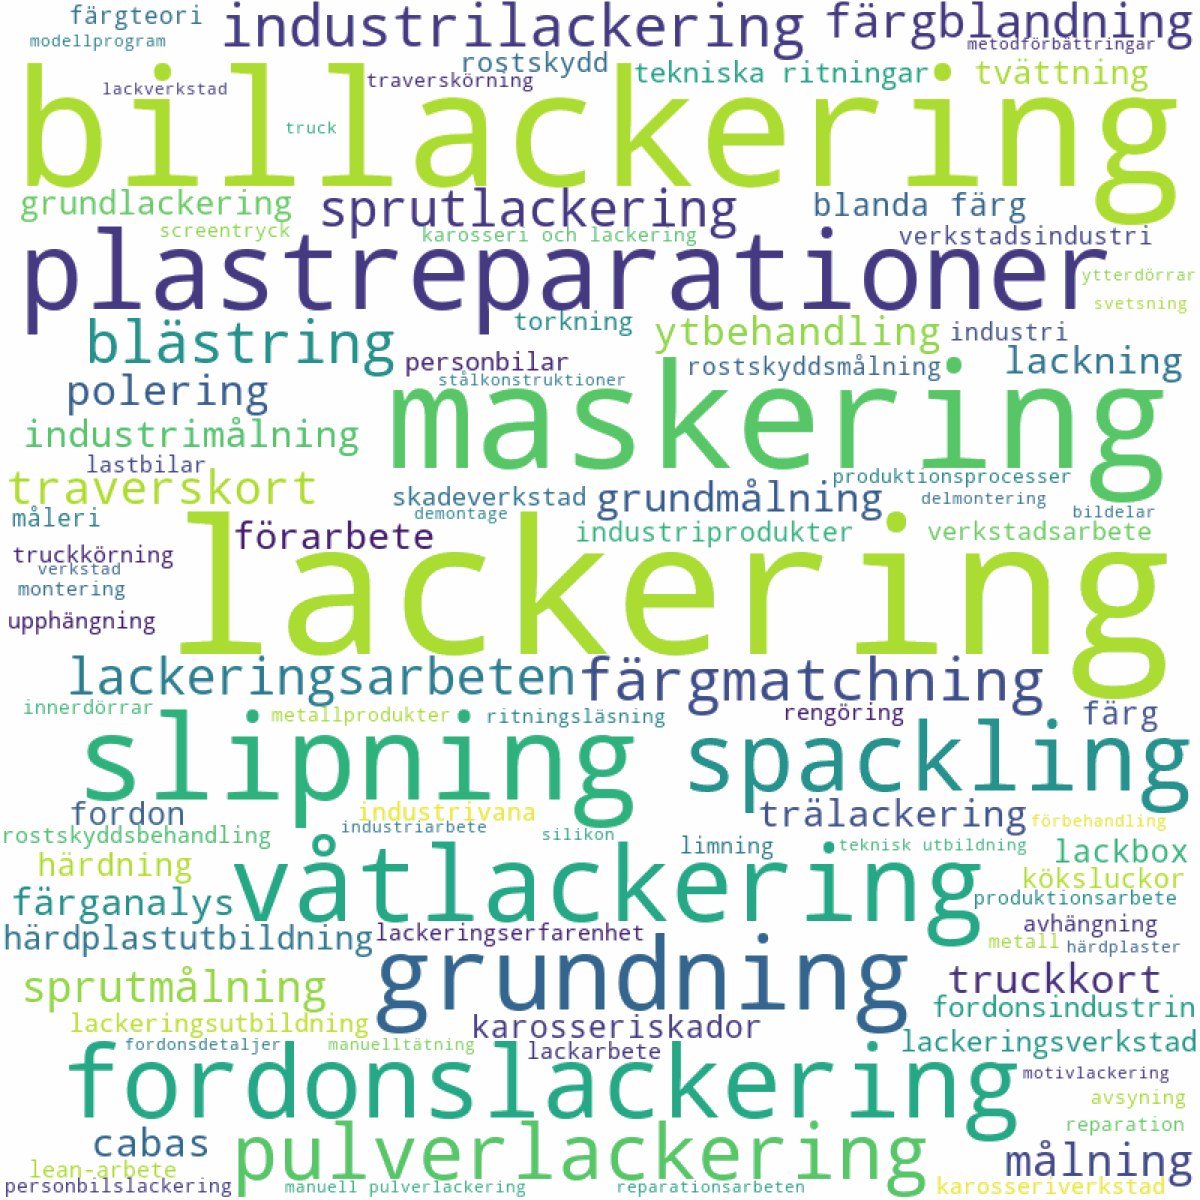 färgteori
industrilackering
färgblandning
modellprogram
metodförbättringar
rostskydd
tekniska ritningar
tvättning
lackverkstad
traverskörning
billackering
truck
grundlackering
sprutlackering
blanda färg
screentryck
karosseri och lackering
verkstadsindustri
plastreparationer
ytterdörrar
svetsning
blästring
torkning
ytbehandling
industri
personbilar
rostskyddsmålning
lackning
polering
stålkonstruktioner
maskering
industrimålning
lastbilar
traverskort
skadeverkstad
grundmålning
produktionsprocesser
delmontering
måleri
demontage
bildelar
förarbete
industriprodukter
verkstadsarbete
truckkörning
verkstad
montering
lackering
upphängning
lackeringsarbeten
färgmatchning
innerdörrar
metallprodukter
ritningsläsning
rengöring
färg
slipning
spackling
fordon
industrivana
trälackering
rostskyddsbehandling
industriarbete
silikon
förbehandling
härdning
limning
teknisk utbildning
lackbox
våtlackering
köksluckor
färganalys
produktionsarbete
härdplastutbildning
lackeringserfarenhet
avhängning
metall
härdplaster
sprutmålning
grundning
truckkort
fordonsindustrin
lackeringsutbildning
karosseriskador
fordonsdetaljer
manuelltätning
lackarbete
lackeringsverkstad
fordonslackering
motivlackering
avsyning
reparation
cabas
pulverlackering
målning
lean-arbete
personbilslackering
manuell pulverlackering
reparationsarbeten
karosseriverkstad